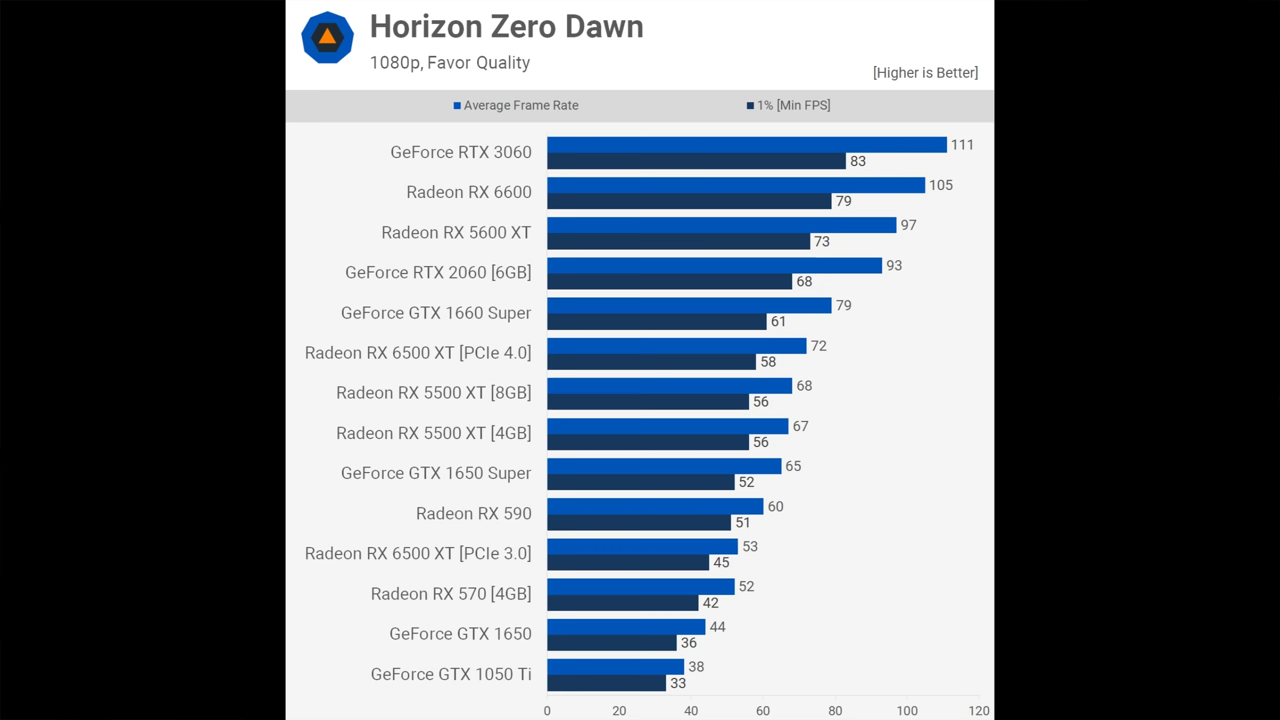 Horizon Zero Dawn
1080p, Favor Quality
[Higher is Better]
Average Frame Rate 1% [Min FPS]
GeForce RTX 3060 111
83
Radeon RX 6600 105
79
Radeon RX 5600 XT 97
73
GeForce RTX 2060 [6GB] 93
68
GeForce GTX 1660 Super 79
61
Radeon RX 6500 XT [PCIe 4.0] 72
58
Radeon RX 5500 XT [8GB] 68
56
Radeon RX 5500 XT [4GB] 67
56
GeForce GTX 1650 Super 65
52
Radeon RX 590 60
51
Radeon RX 6500 XT [PCIe 3.0] 53
45
Radeon RX 570 [4GB] 52
42
GeForce GTX 1650 44
36
GeForce GTX 1050 Ti 38
33
0 20 40 60 80 100 120